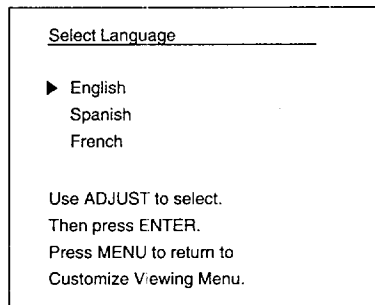 Select Language
English
Spanish
French
Use ADJUST to select.
Then press ENTER.
Press MENU to return to
Customize Viewing Menu.